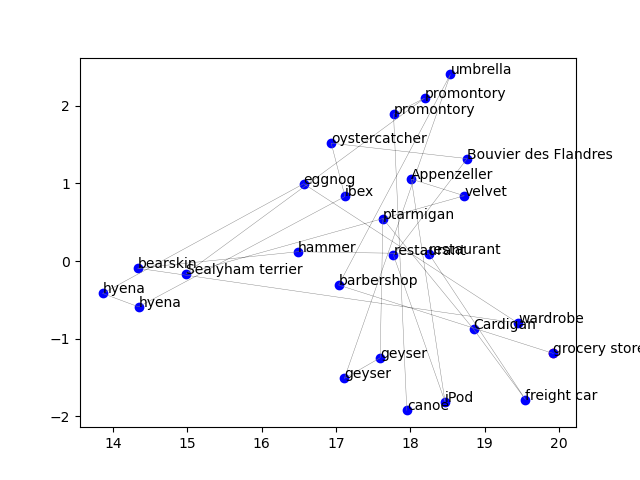 umbrella
promontory
promontory
2
oystercatcher
Bouvier des Flandres
Appenzeller
eggnog
ibex
velvet
1
ptarmigan
hammer
restaurant
restaurant
bearskin
Sealyham terrier
0
barbershop
hyena
hyena
wardrobe
Cardigan
−1
grocery store
geyser
geyser
freight car
iPod
canoe
−2
14 15 16 17 18 19 20